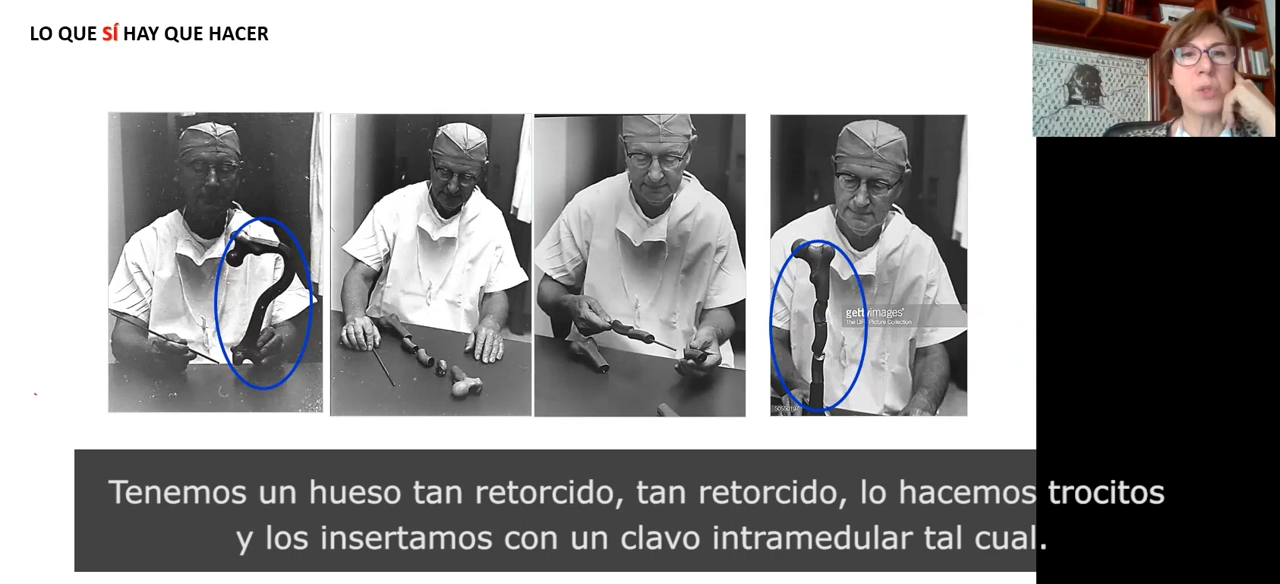 LO QUE SÍ HAY QUE HACER
gettyimages®
The LIFE Picture Collection
50550197
Tenemos un hueso tan retorcido, tan retorcido, lo hacemos trocitos
y los insertamos con un clavo intramedular tal cual.